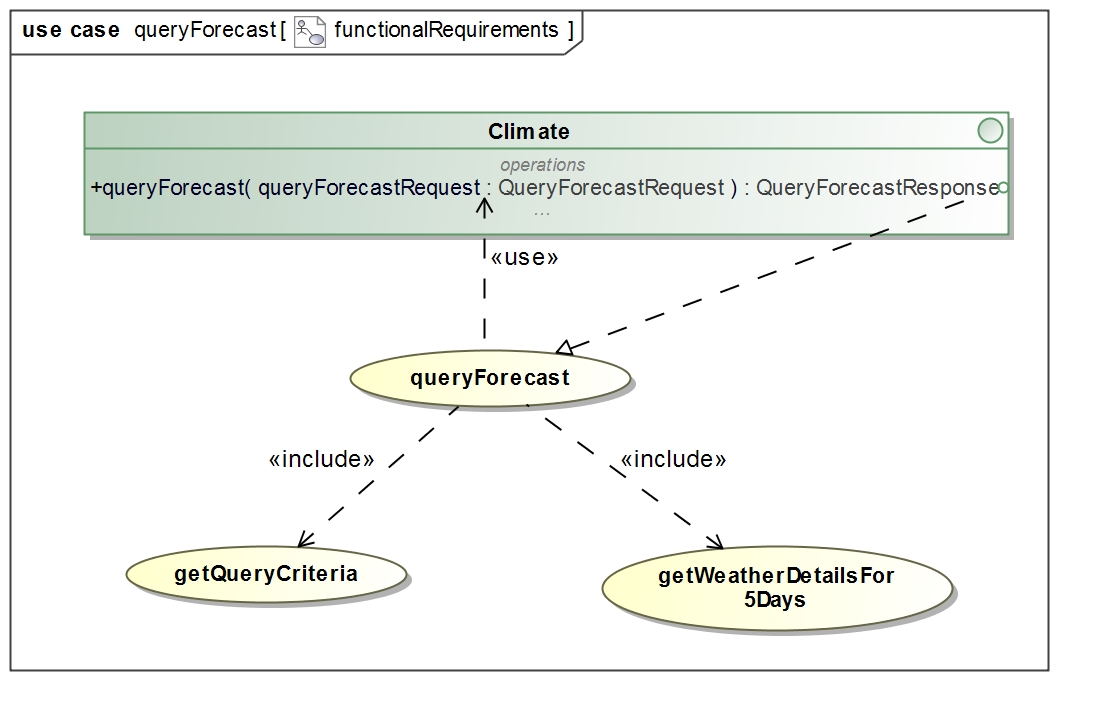 use case queryForecast[ functionalRequirements ]
Climate
operations
+queryForecast( queryForecastRequest : QueryForecastRequest ) : QueryForecastResponse
...
«use»
queryForecast
«include»
«include»
getQueryCriteria
getWeatherDetailsFor
5Days